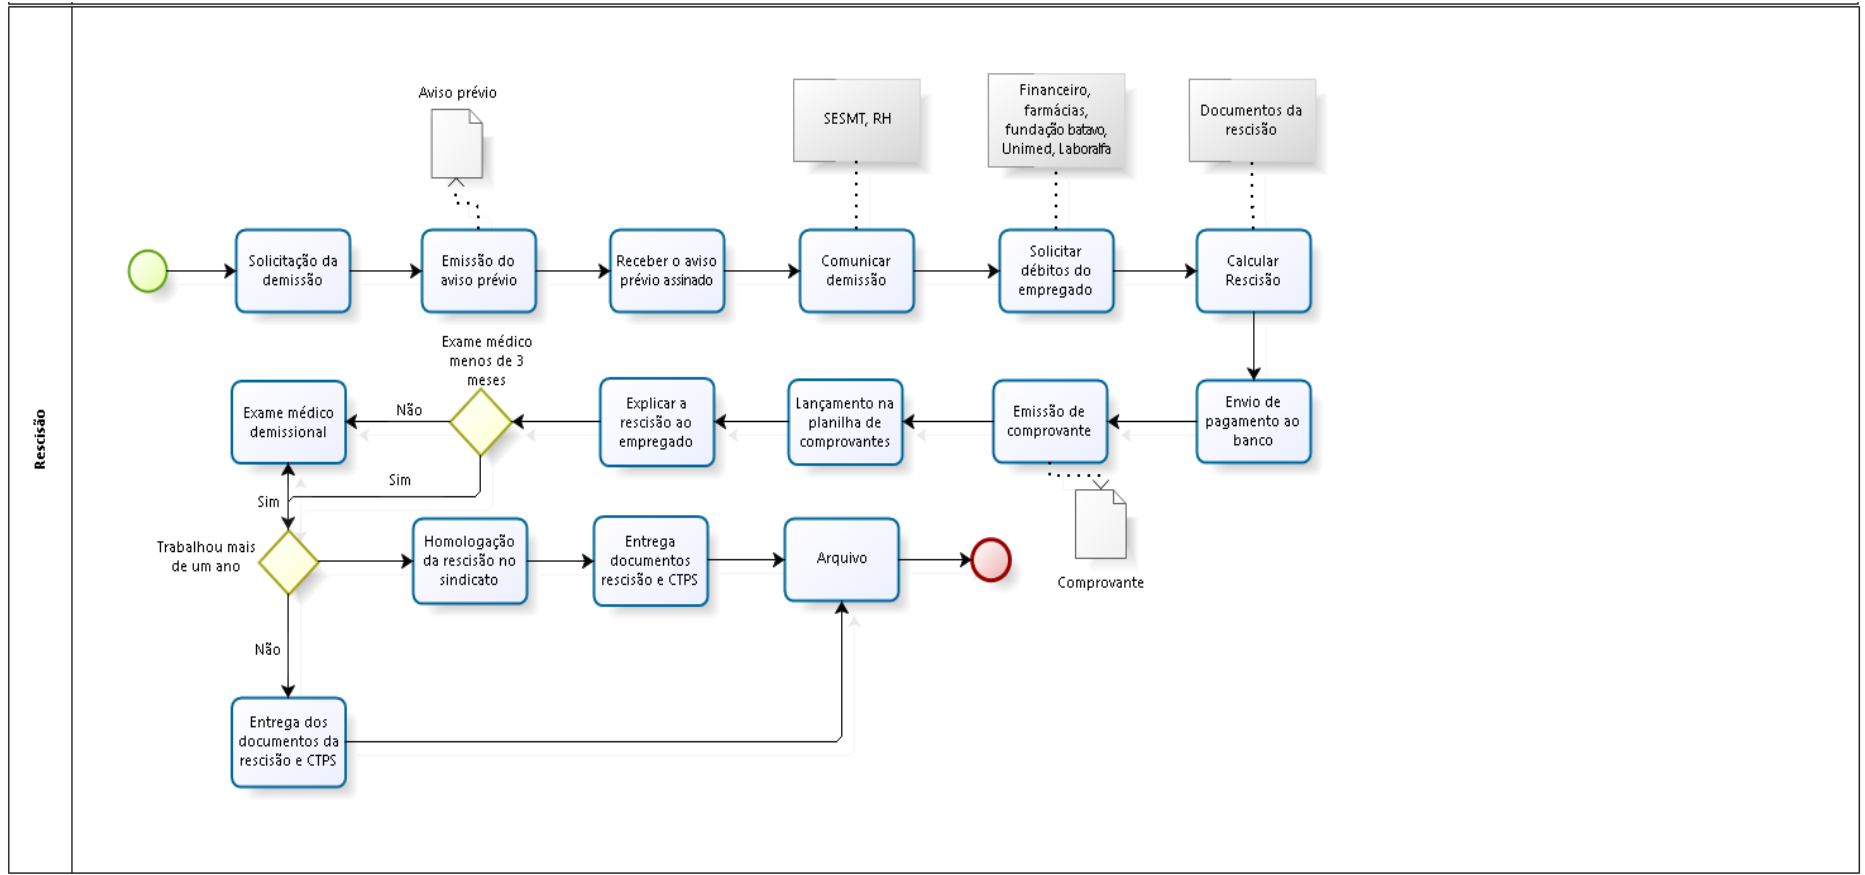 Rescisão
Aviso prévio
SESMT, RH
Financeiro,
farmácias,
fundação batavo,
Unimed, Laboralfa
Documentos da
rescisão
Solicitação da
demissão
Emissão do
aviso prévio
Receber o aviso
prévio assinado
Comunicar
demissão
Solicitar
débitos do
empregado
Calcular
Rescisão
Exame médico
menos de 3
meses
Exame médico
demissional
Não
Explicar a
rescisão ao
empregado
Lançamento na
planilha de
comprovantes
Emissão de
comprovante
Envio de
pagamento ao
banco
Sim
Sim
Trabalhou mais
de um ano
Homologação
da rescisão no
sindicato
Entrega
documentos
rescisão e CTPS
Arquivo
Comprovante
Não
Entrega dos
documentos da
rescisão e CTPS